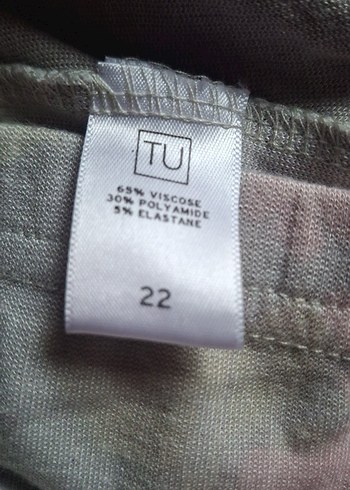 TU
65% VISCOSE
30% POLYAMIDE
5% ELASTANE
22